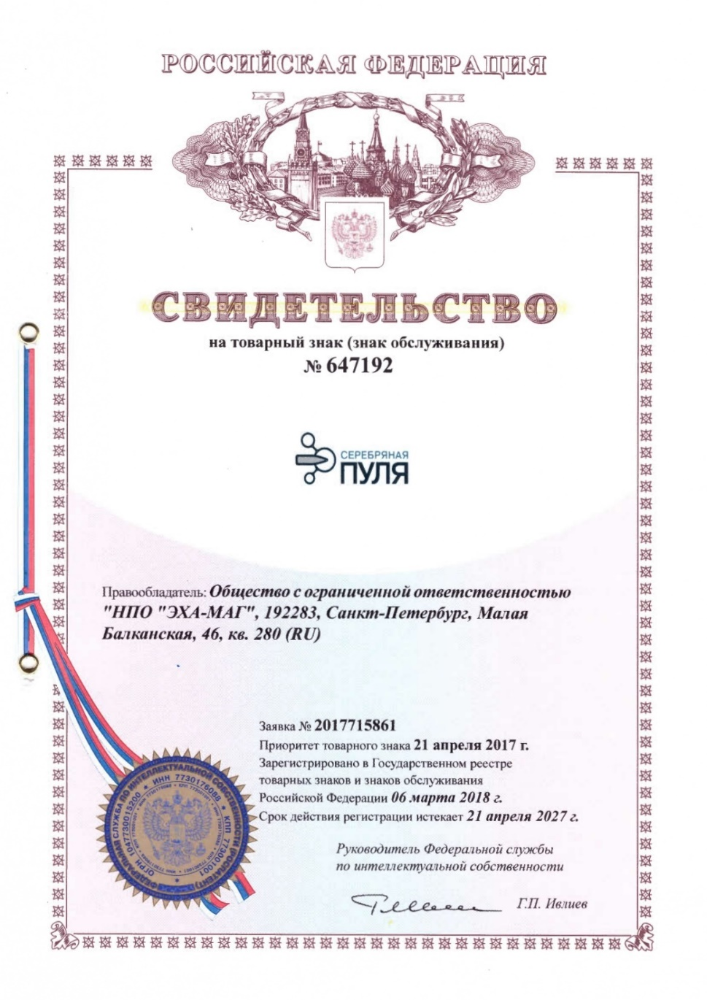 РОССИЙСКАЯ ФЕДЕРАЦИЯ
СВИДЕТЕЛЬСТВО
на товарный знак (знак обслуживания)
№ 647192
СЕРЕБРЯНАЯ
ПУЛЯ
Правообладатель: Общество с ограниченной ответственностью
"НПО "ЭХА-МАГ", 192283, Санкт-Петербург, Малая
Балканская, 46, кв. 280 (RU)
Заявка № 2017715861
Приоритет товарного знака 21 апреля 2017 г.
Зарегистрировано в Государственном реестре
товарных знаков и знаков обслуживания
Российской Федерации 06 марта 2018 г.
Срок действия регистрации истекает 21 апреля 2027 г.
Руководитель Федеральной службы
по интеллектуальной собственности
Г.П. Ивлиев
ФЕДЕРАЛЬНАЯ СЛУЖБА ПО ИНТЕЛЛЕКТУАЛЬНОЙ СОБСТВЕННОСТИ (РОСПАТЕНТ)
ОГРН 1047730015200 * ИНН 7730176088 * КПП 773001001